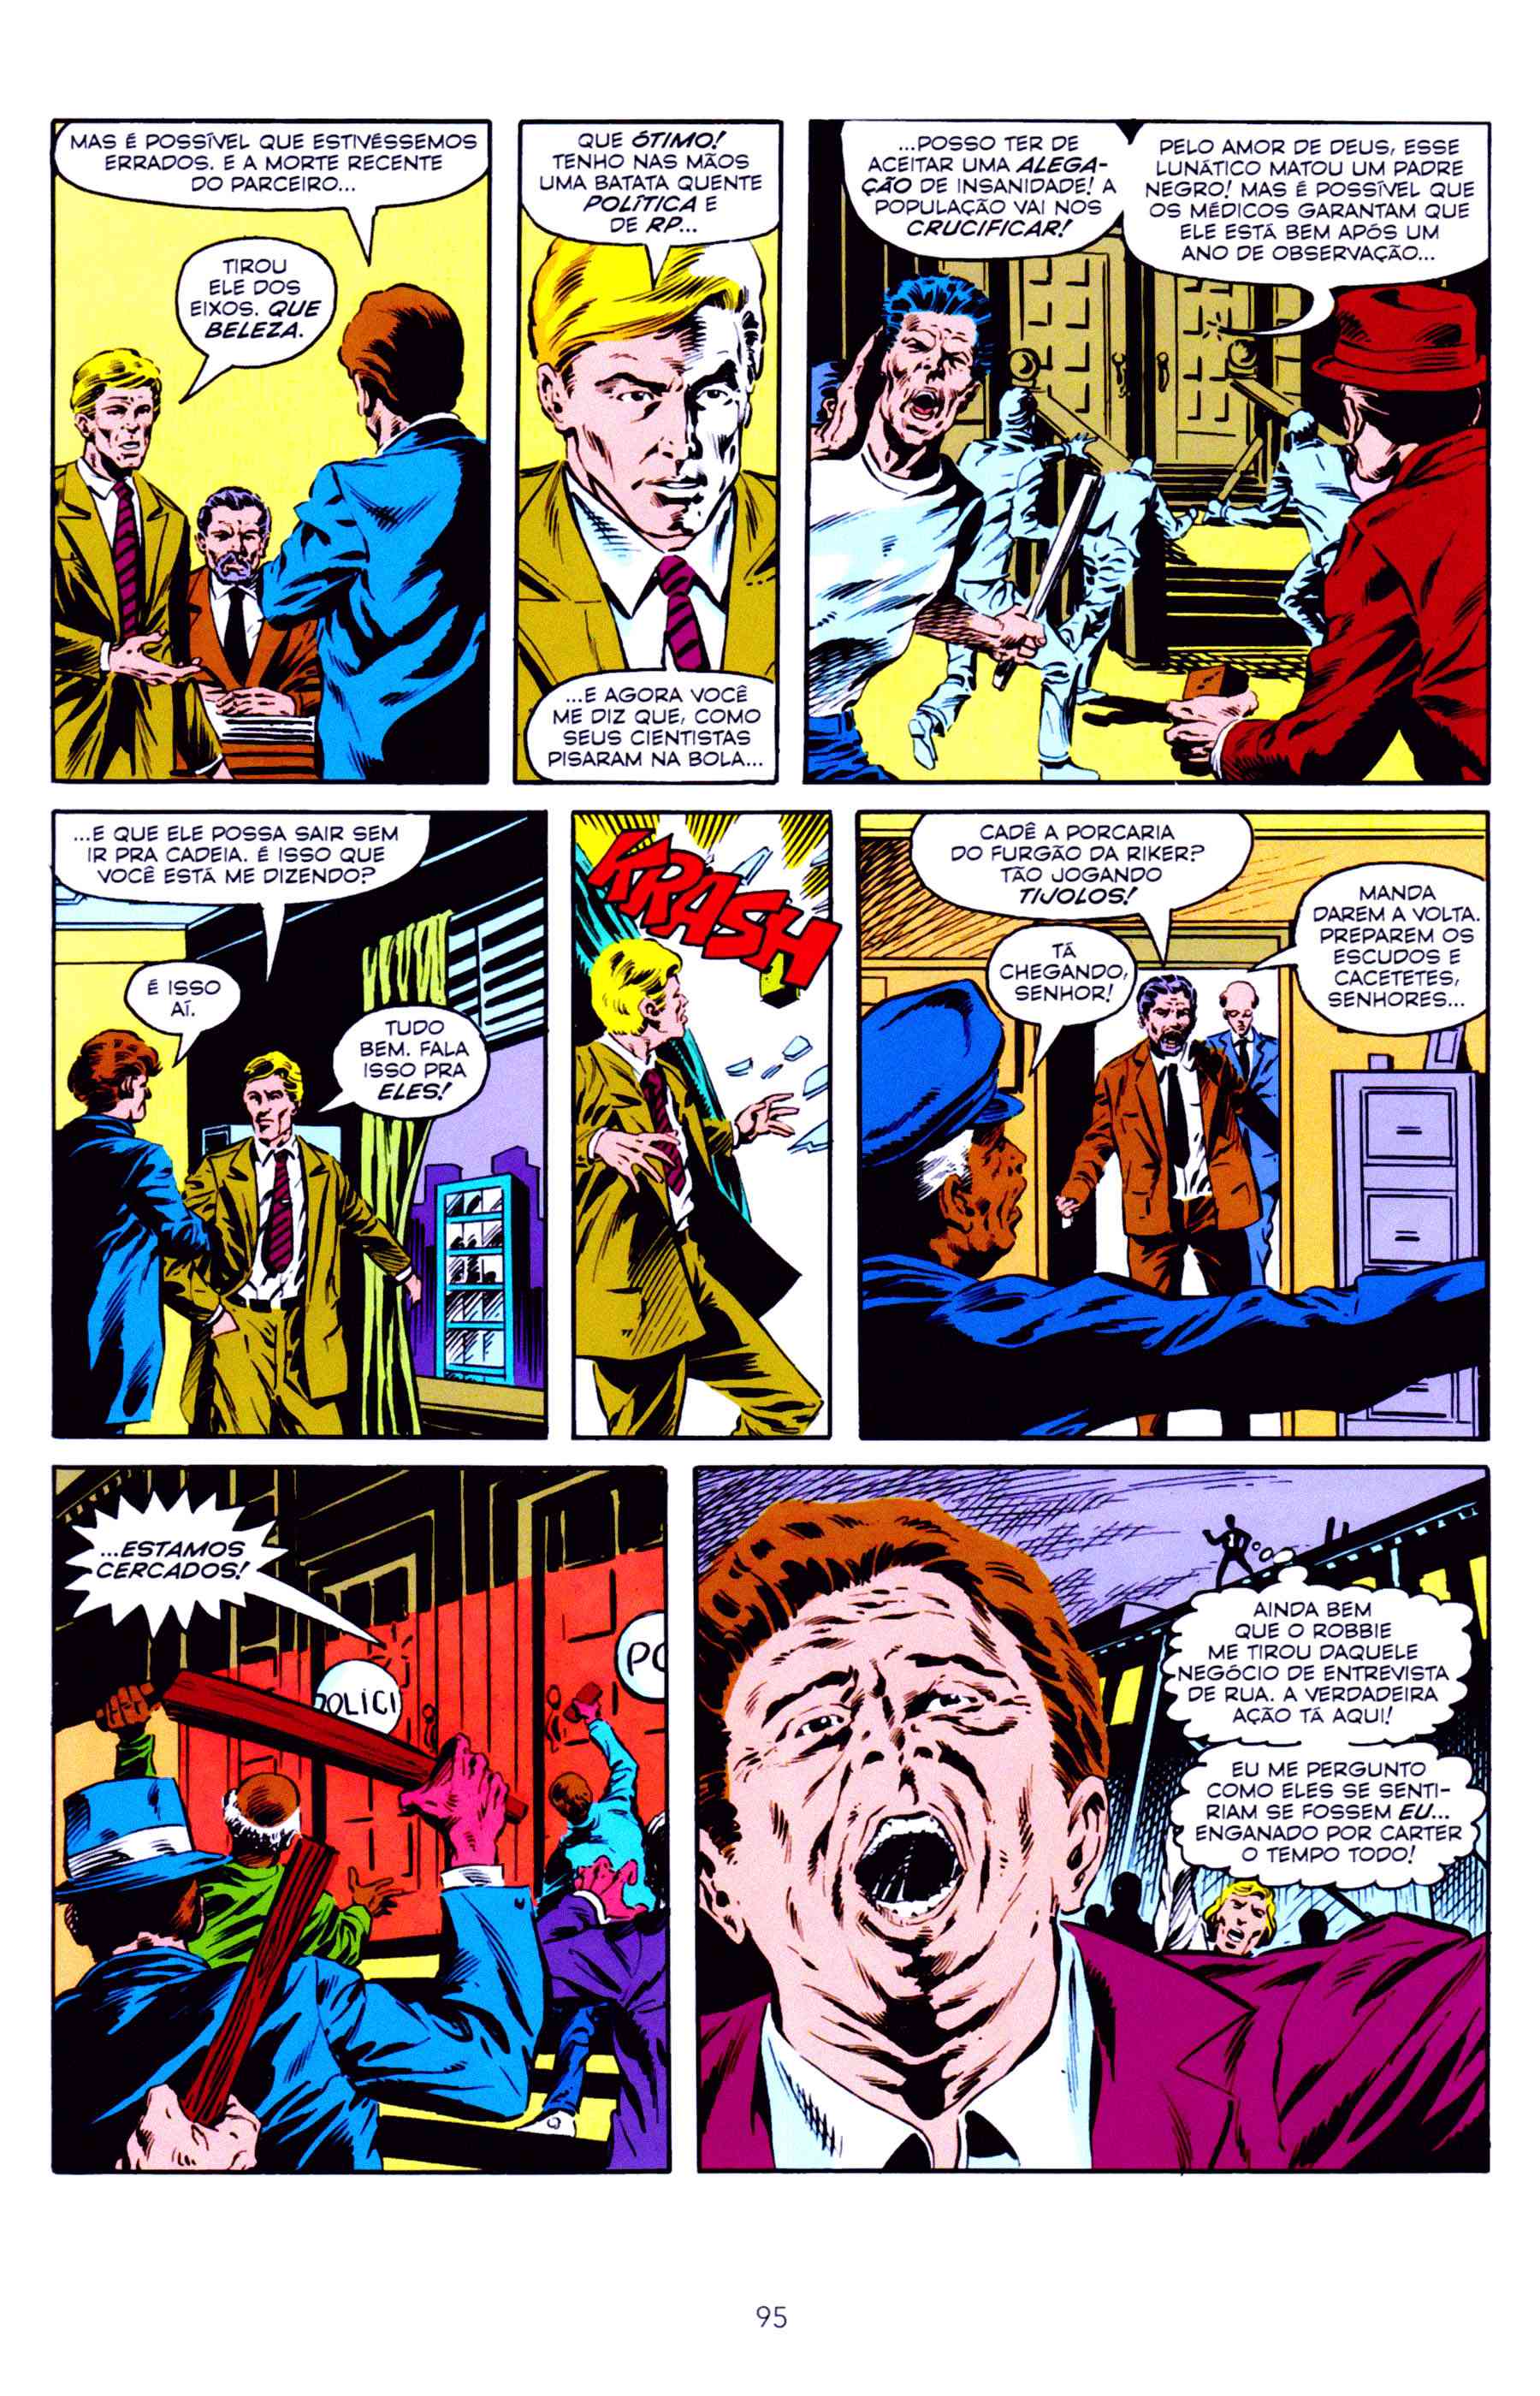 MAS É POSSÍVEL QUE ESTIVÉSSEMOS
ERRADOS. E A MORTE RECENTE
DO PARCEIRO...
TIROU
ELE DOS
EIXOS. QUE
BELEZA.
QUE ÓTIMO!
TENHO NAS MÃOS
UMA BATATA QUENTE
POLÍTICA E
DE RP...
...E AGORA VOCÊ
ME DIZ QUE, COMO
SEUS CIENTISTAS
PISARAM NA BOLA...
...POSSO TER DE
ACEITAR UMA ALEGA-
ÇÃO DE INSANIDADE! A
POPULAÇÃO VAI NOS
CRUCIFICAR!
PELO AMOR DE DEUS, ESSE
LUNÁTICO MATOU UM PADRE
NEGRO! MAS É POSSÍVEL QUE
OS MÉDICOS GARANTAM QUE
ELE ESTÁ BEM APÓS UM
ANO DE OBSERVAÇÃO...
...E QUE ELE POSSA SAIR SEM
IR PRA CADEIA. É ISSO QUE
VOCÊ ESTÁ ME DIZENDO?
É ISSO
AÍ.
TUDO
BEM. FALA
ISSO PRA
ELES!
KRASH
CADÊ A PORCARIA
DO FURGÃO DA RIKER?
TÃO JOGANDO
TIJOLOS!
TÁ
CHEGANDO,
SENHOR!
MANDA
DAREM A VOLTA.
PREPAREM OS
ESCUDOS E
CACETETES,
SENHORES...
...ESTAMOS
CERCADOS!
OLICI
PO
AINDA BEM
QUE O ROBBIE
ME TIROU DAQUELE
NEGÓCIO DE ENTREVISTA
DE RUA. A VERDADEIRA
AÇÃO TÁ AQUI!
EU ME PERGUNTO
COMO ELES SE SENTI-
RIAM SE FOSSEM EU...
ENGANADO POR CARTER
O TEMPO TODO!
95